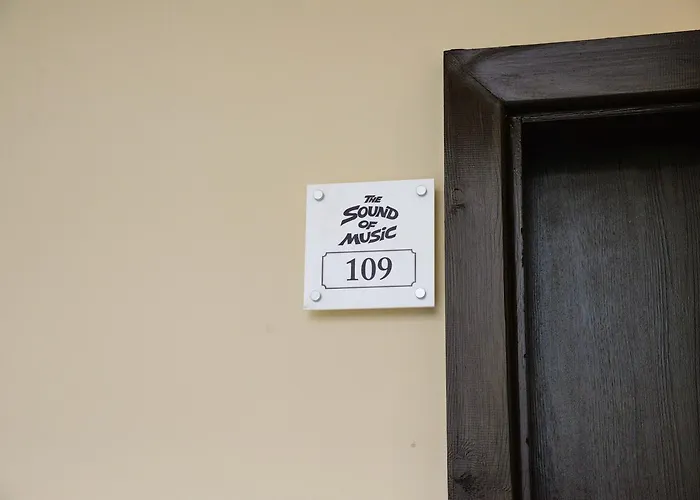 THE
SOUND
OF
MUSIC
109